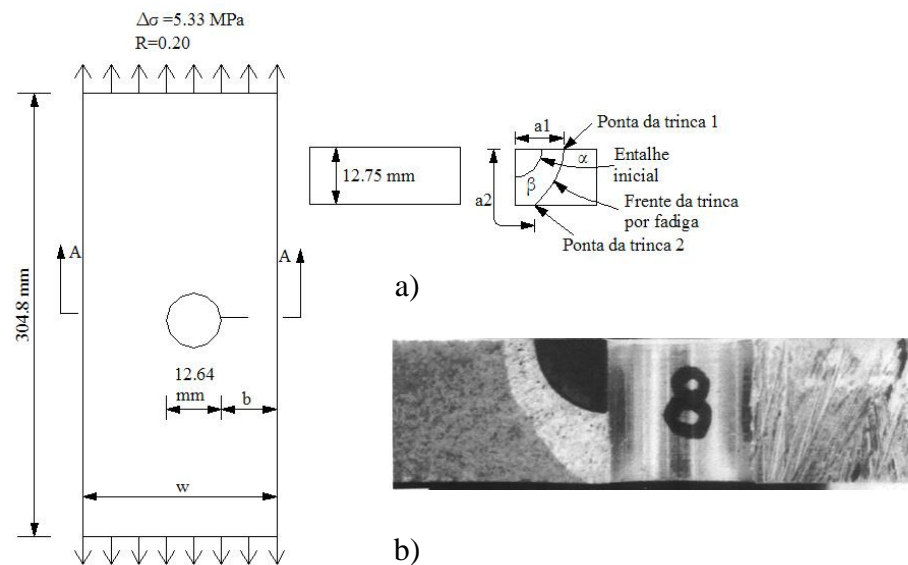 Δσ =5.33 MPa
R=0.20
304.8 mm
A
A
12.64
mm
b
w
12.75 mm
a1
a2
α
β
Ponta da trinca 1
Entalhe
inicial
Frente da trinca
por fadiga
Ponta da trinca 2
a)
8
b)